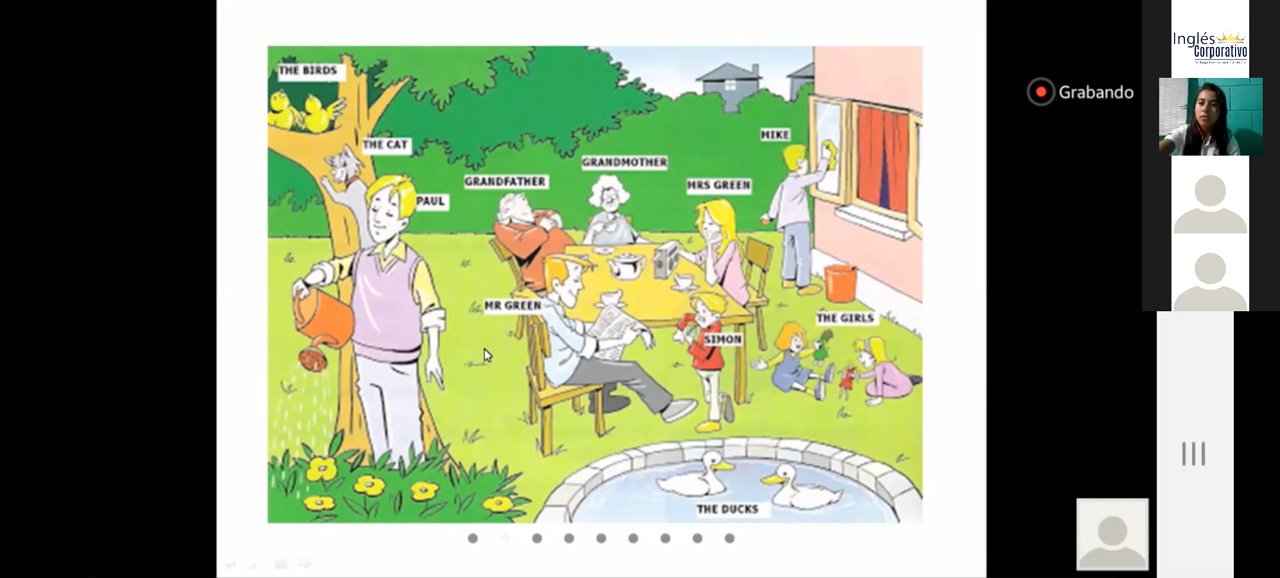 THE BIRDS
THE CAT
PAUL
GRANDFATHER
GRANDMOTHER
MRS GREEN
MIKE
MR GREEN
SIMON
THE GIRLS
THE DUCKS
Grabando
Inglés
Corporativo